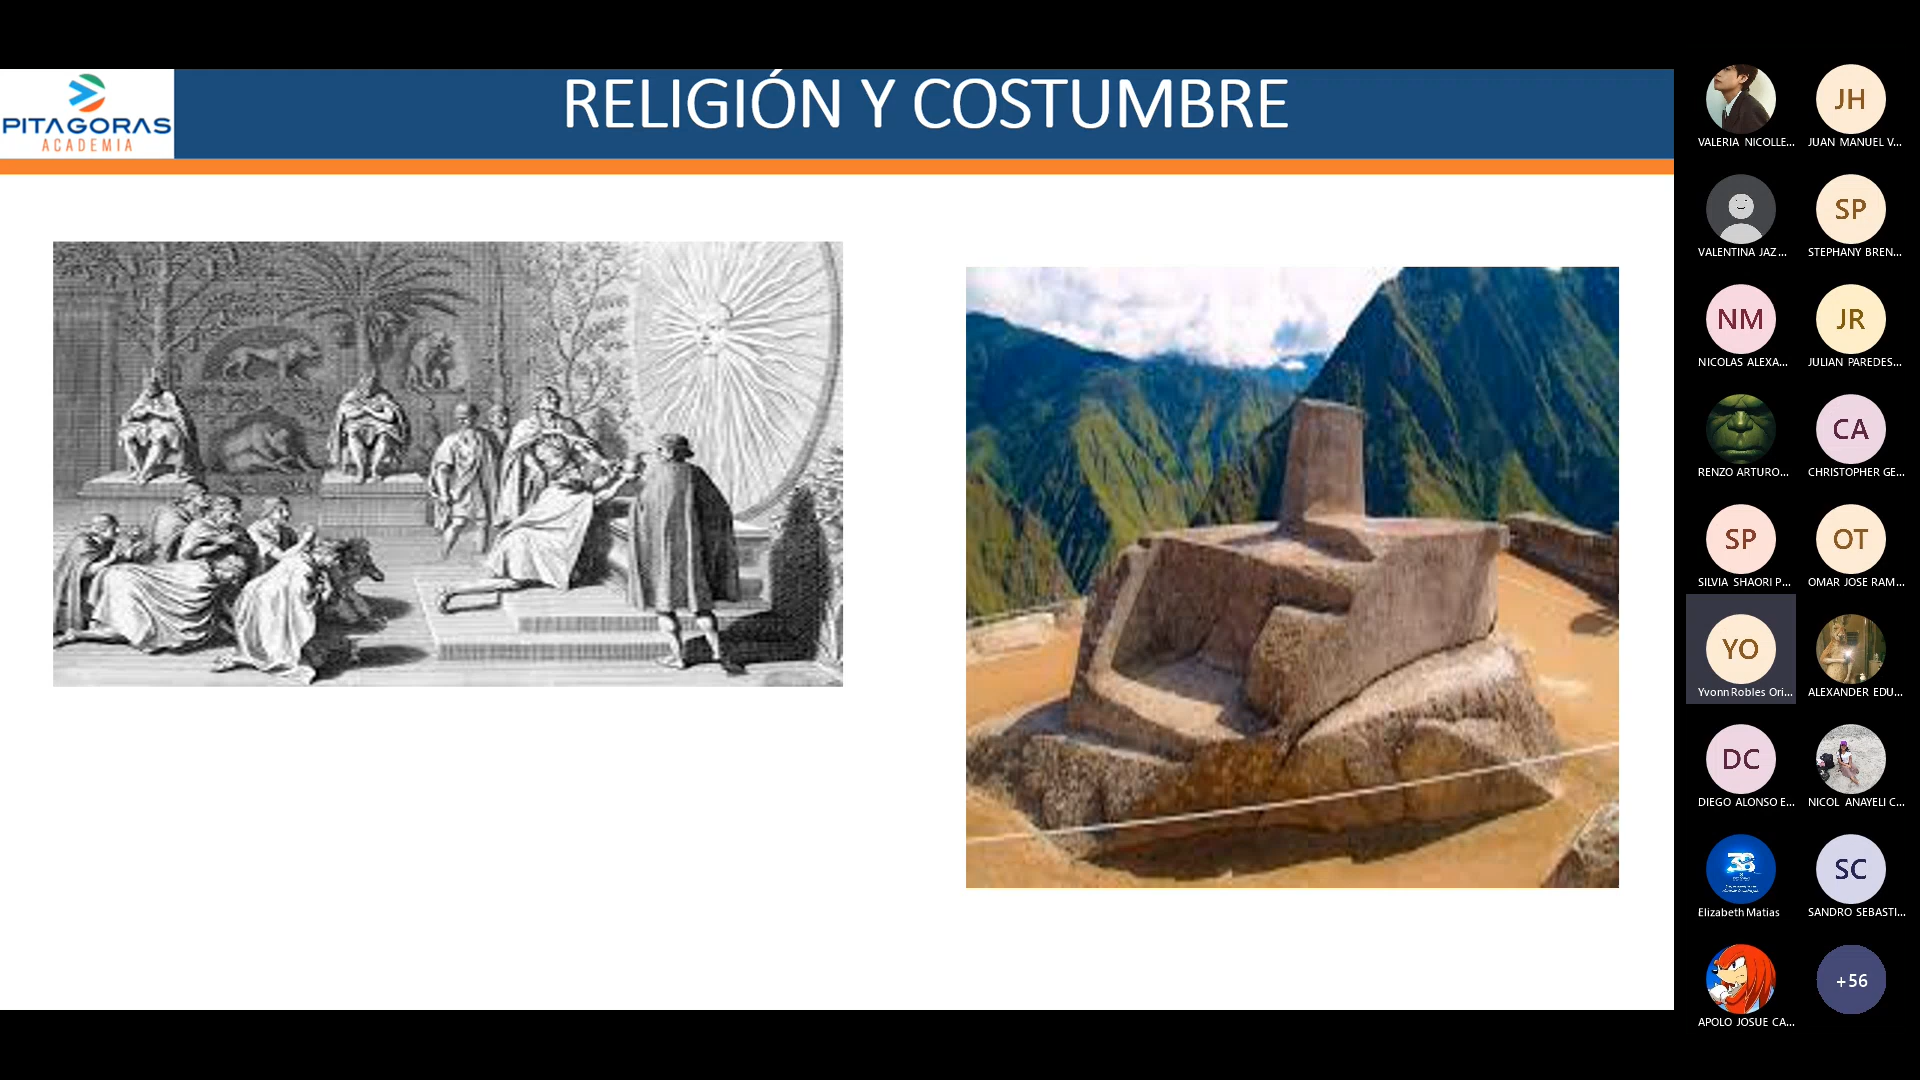 PITAGORAS
ACADEMIA
RELIGIÓN Y COSTUMBRE
VALERIA NICOLLE...
JH
JUAN MANUEL V...
VALENTINA JAZ...
SP
STEPHANY BREN...
NM
NICOLAS ALEXA...
JR
JULIAN PAREDES...
RENZO ARTURO...
CA
CHRISTOPHER GE...
SP
SILVIA SHAORI P...
OT
OMAR JOSE RAM...
YO
Yvonn Robles Ori...
ALEXANDER EDU...
DC
DIEGO ALONSO E...
NICOL ANAYELI C...
38
Elizabeth Matias
SC
SANDRO SEBASTI...
APOLO JOSUE CA...
+56